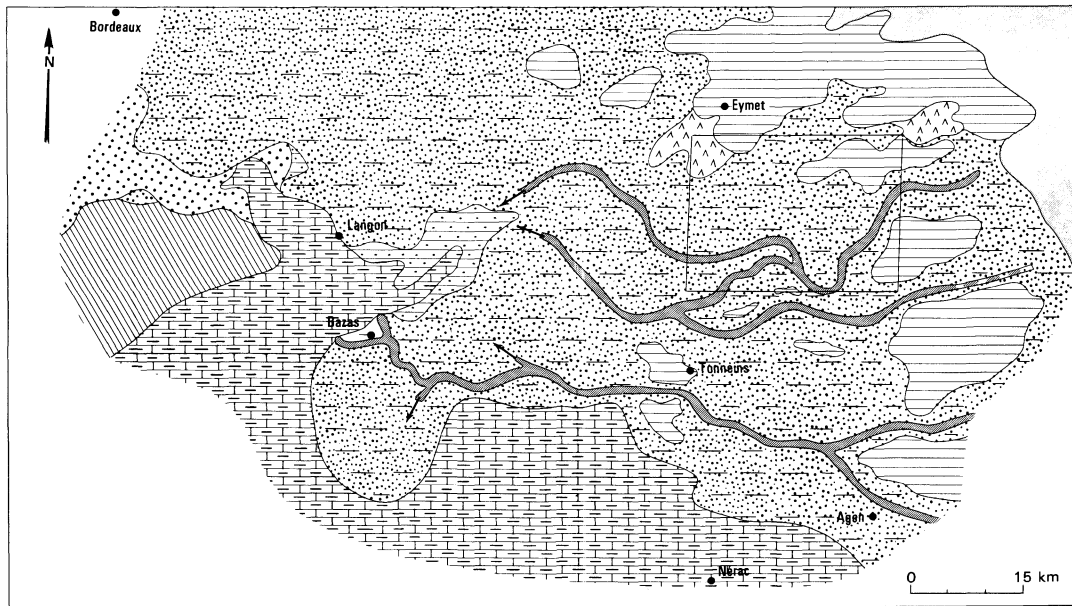 Bordeaux
N
Eymet
Langon
Bazas
Tonneins
Agen
Nérac
0 15 km